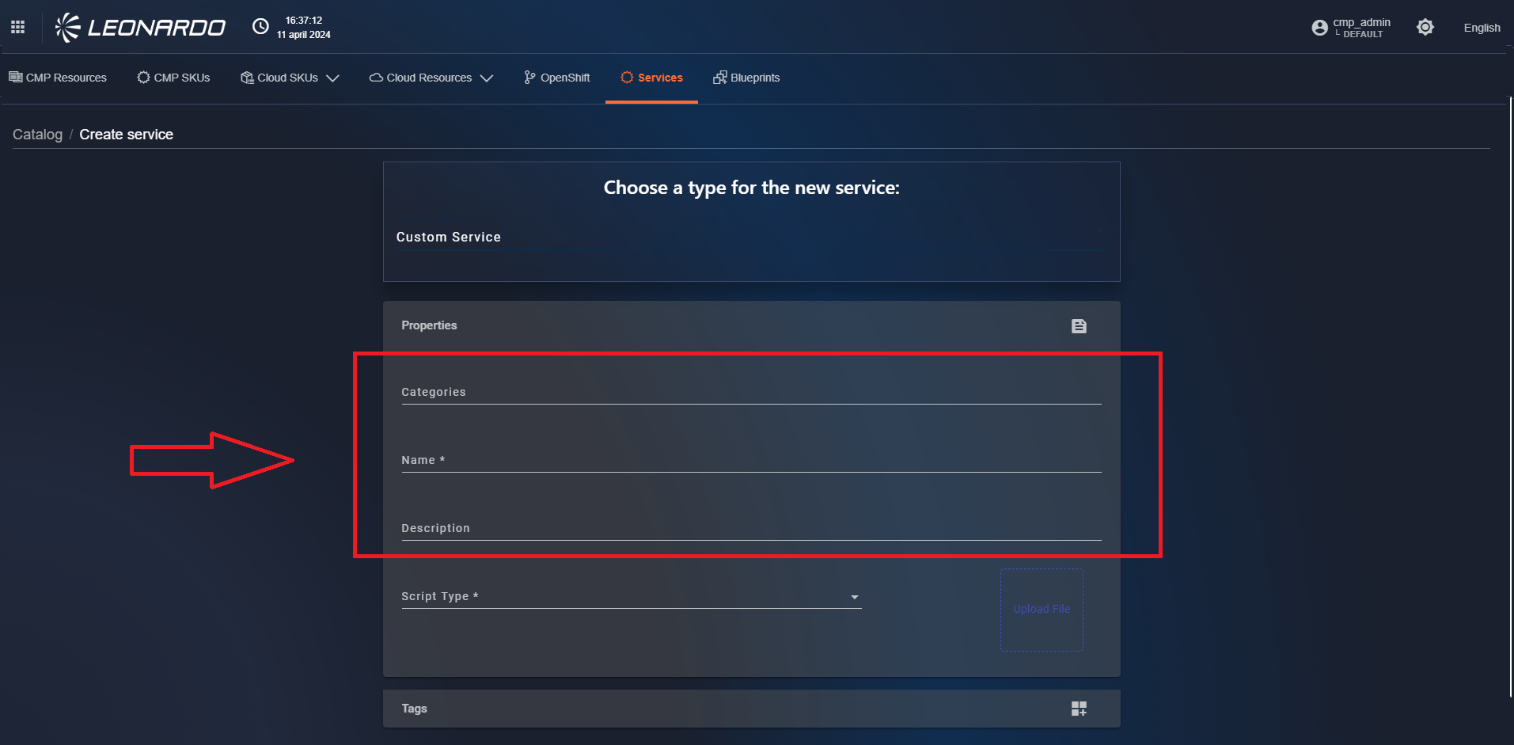 LEONARDO
16:37:12
11 april 2024
cmp_admin
└ DEFAULT
English
CMP Resources
CMP SKUs
Cloud SKUs
Cloud Resources
OpenShift
Services
Blueprints
Catalog / Create service
Choose a type for the new service:
Custom Service
Properties
Categories
Name *
Description
Script Type *
Upload File
Tags